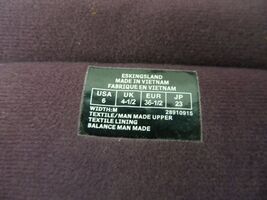 ESKINGSLAND
MADE IN VIETNAM
FABRIQUE EN VIETNAM
USA UK EUR JP
6 4-1/2 36-1/2 23
WIDTH:M 28910915
TEXTILE/MAN MADE UPPER
TEXTILE LINING
BALANCE MAN MADE